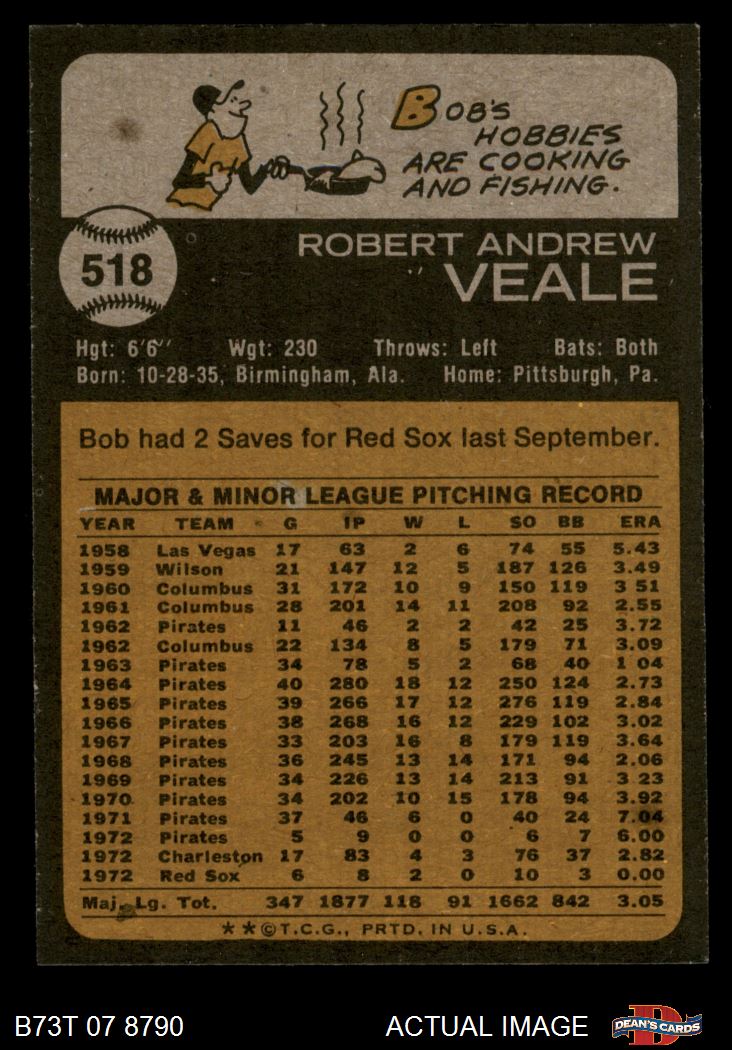 BOB'S
HOBBIES
ARE COOKING
AND FISHING.
518
ROBERT ANDREW
VEALE
Hgt: 6'6'' Wgt: 230 Throws: Left Bats: Both
Born: 10-28-35, Birmingham, Ala. Home: Pittsburgh, Pa.
Bob had 2 Saves for Red Sox last September.
MAJOR & MINOR LEAGUE PITCHING RECORD
YEAR TEAM G IP W L SO BB ERA
1958 Las Vegas 17 63 2 6 74 55 5.43
1959 Wilson 21 147 12 5 187 126 3.49
1960 Columbus 31 172 10 9 150 119 3 51
1961 Columbus 28 201 14 11 208 92 2.55
1962 Pirates 11 46 2 2 42 25 3.72
1962 Columbus 22 134 8 5 179 71 3.09
1963 Pirates 34 78 5 2 68 40 1 04
1964 Pirates 40 280 18 12 250 124 2.73
1965 Pirates 39 266 17 12 276 119 2.84
1966 Pirates 38 268 16 12 229 102 3.02
1967 Pirates 33 203 16 8 179 119 3.64
1968 Pirates 36 245 13 14 171 94 2.06
1969 Pirates 34 226 13 14 213 91 3 23
1970 Pirates 34 202 10 15 178 94 3.92
1971 Pirates 37 46 6 0 40 24 7.04
1972 Pirates 5 9 0 0 6 7 6.00
1972 Charleston 17 83 4 3 76 37 2.82
1972 Red Sox 6 8 2 0 10 3 0.00
Maj. Lg. Tot. 347 1877 118 91 1662 842 3.05
**©T.C.G., PRTD. IN U.S.A.
B73T 07 8790 ACTUAL IMAGE
D
DEAN'S CARDS